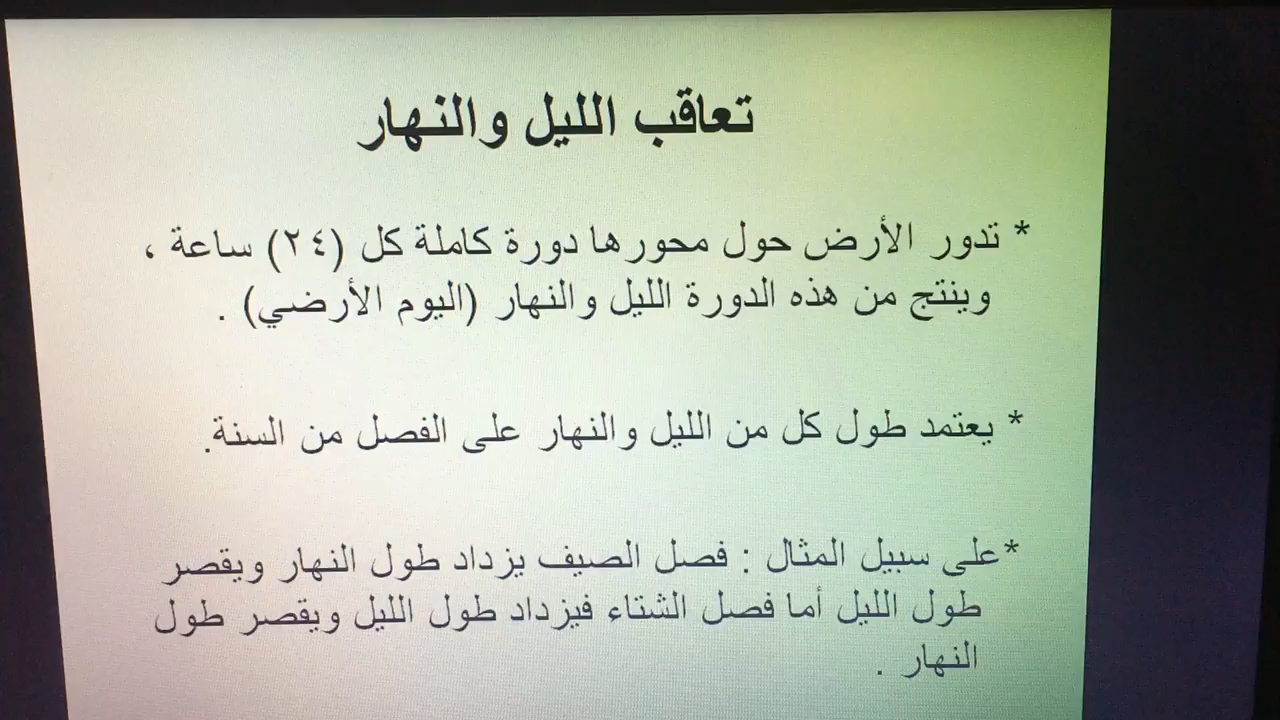 تعاقب الليل والنهار
* تدور الأرض حول محورها دورة كاملة كل (٢٤) ساعة ،
وينتج من هذه الدورة الليل والنهار (اليوم الأرضي) .
* يعتمد طول كل من الليل والنهار على الفصل من السنة.
*على سبيل المثال : فصل الصيف يزداد طول النهار ويقصر
طول الليل أما فصل الشتاء فيزداد طول الليل ويقصر طول
النهار .